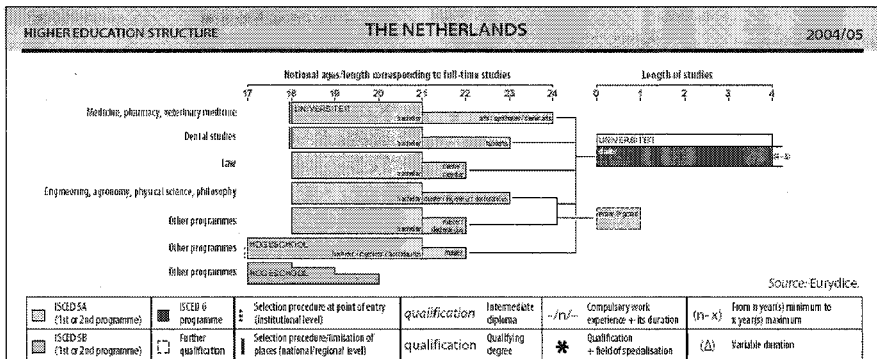 HIGHER EDUCATION STRUCTURE THE NETHERLANDS 2004/05
Notional ages/length corresponding to full-time studies Length of studies
17 18 19 20 21 22 23 24 0 1 2 3 4
Medicine, pharmacy, veterinary medicine UNIVERSITEIT
bachelor
UNIVERSITEIT
Dental studies
bachelor
(n-x)
Law
bachelor
Engineering, agronomy, physical science, philosophy
Other programmes
bachelor
Other programmes HOGESCHOOL
master
Other programmes HOGESCHOOL
Source: Eurydice.
ISCED 5A (1st or 2nd programme)
ISCED 6 programme
Selection procedure at point of entry (institutional level)
qualification Intermediate diploma
-/n/- Compulsory work experience + its duration
(n-x) From n year(s) minimum to x year(s) maximum
ISCED 5B (1st or 2nd programme)
Further qualification
Selection procedure/limitation of places (national/regional level)
qualification Qualifying degree
✱ Qualification + field of specialisation
(Δ) Variable duration